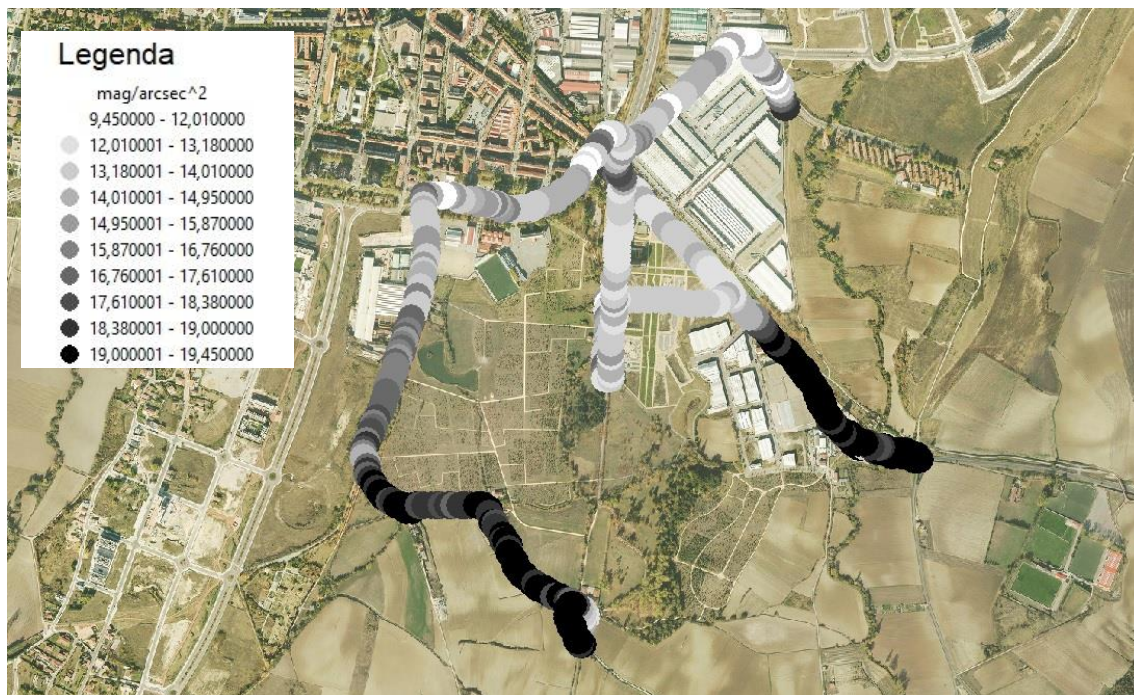 Legenda
mag/arcsec^2
9,450000 - 12,010000
12,010001 - 13,180000
13,180001 - 14,010000
14,010001 - 14,950000
14,950001 - 15,870000
15,870001 - 16,760000
16,760001 - 17,610000
17,610001 - 18,380000
18,380001 - 19,000000
19,000001 - 19,450000